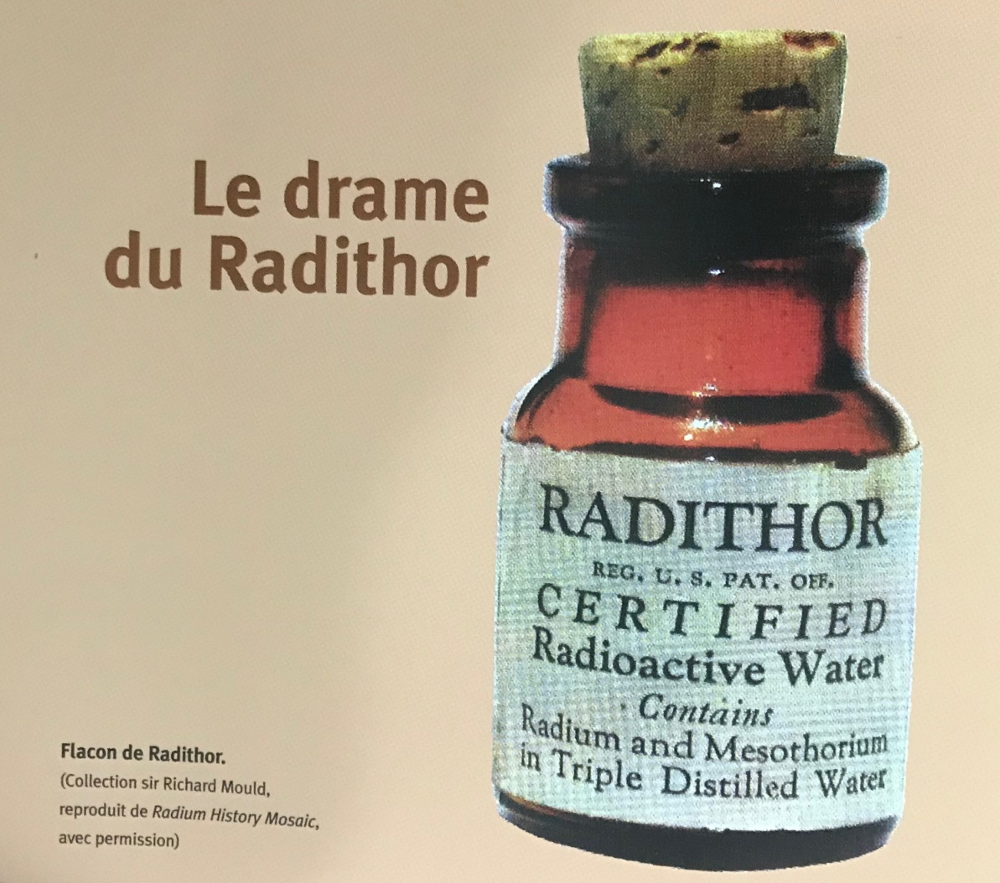 Le drame
du Radithor
RADITHOR
REG. U. S. PAT. OFF.
CERTIFIED
Radioactive Water
Contains
Radium and Mesothorium
in Triple Distilled Water
Flacon de Radithor.
(Collection sir Richard Mould,
reproduit de Radium History Mosaic,
avec permission)